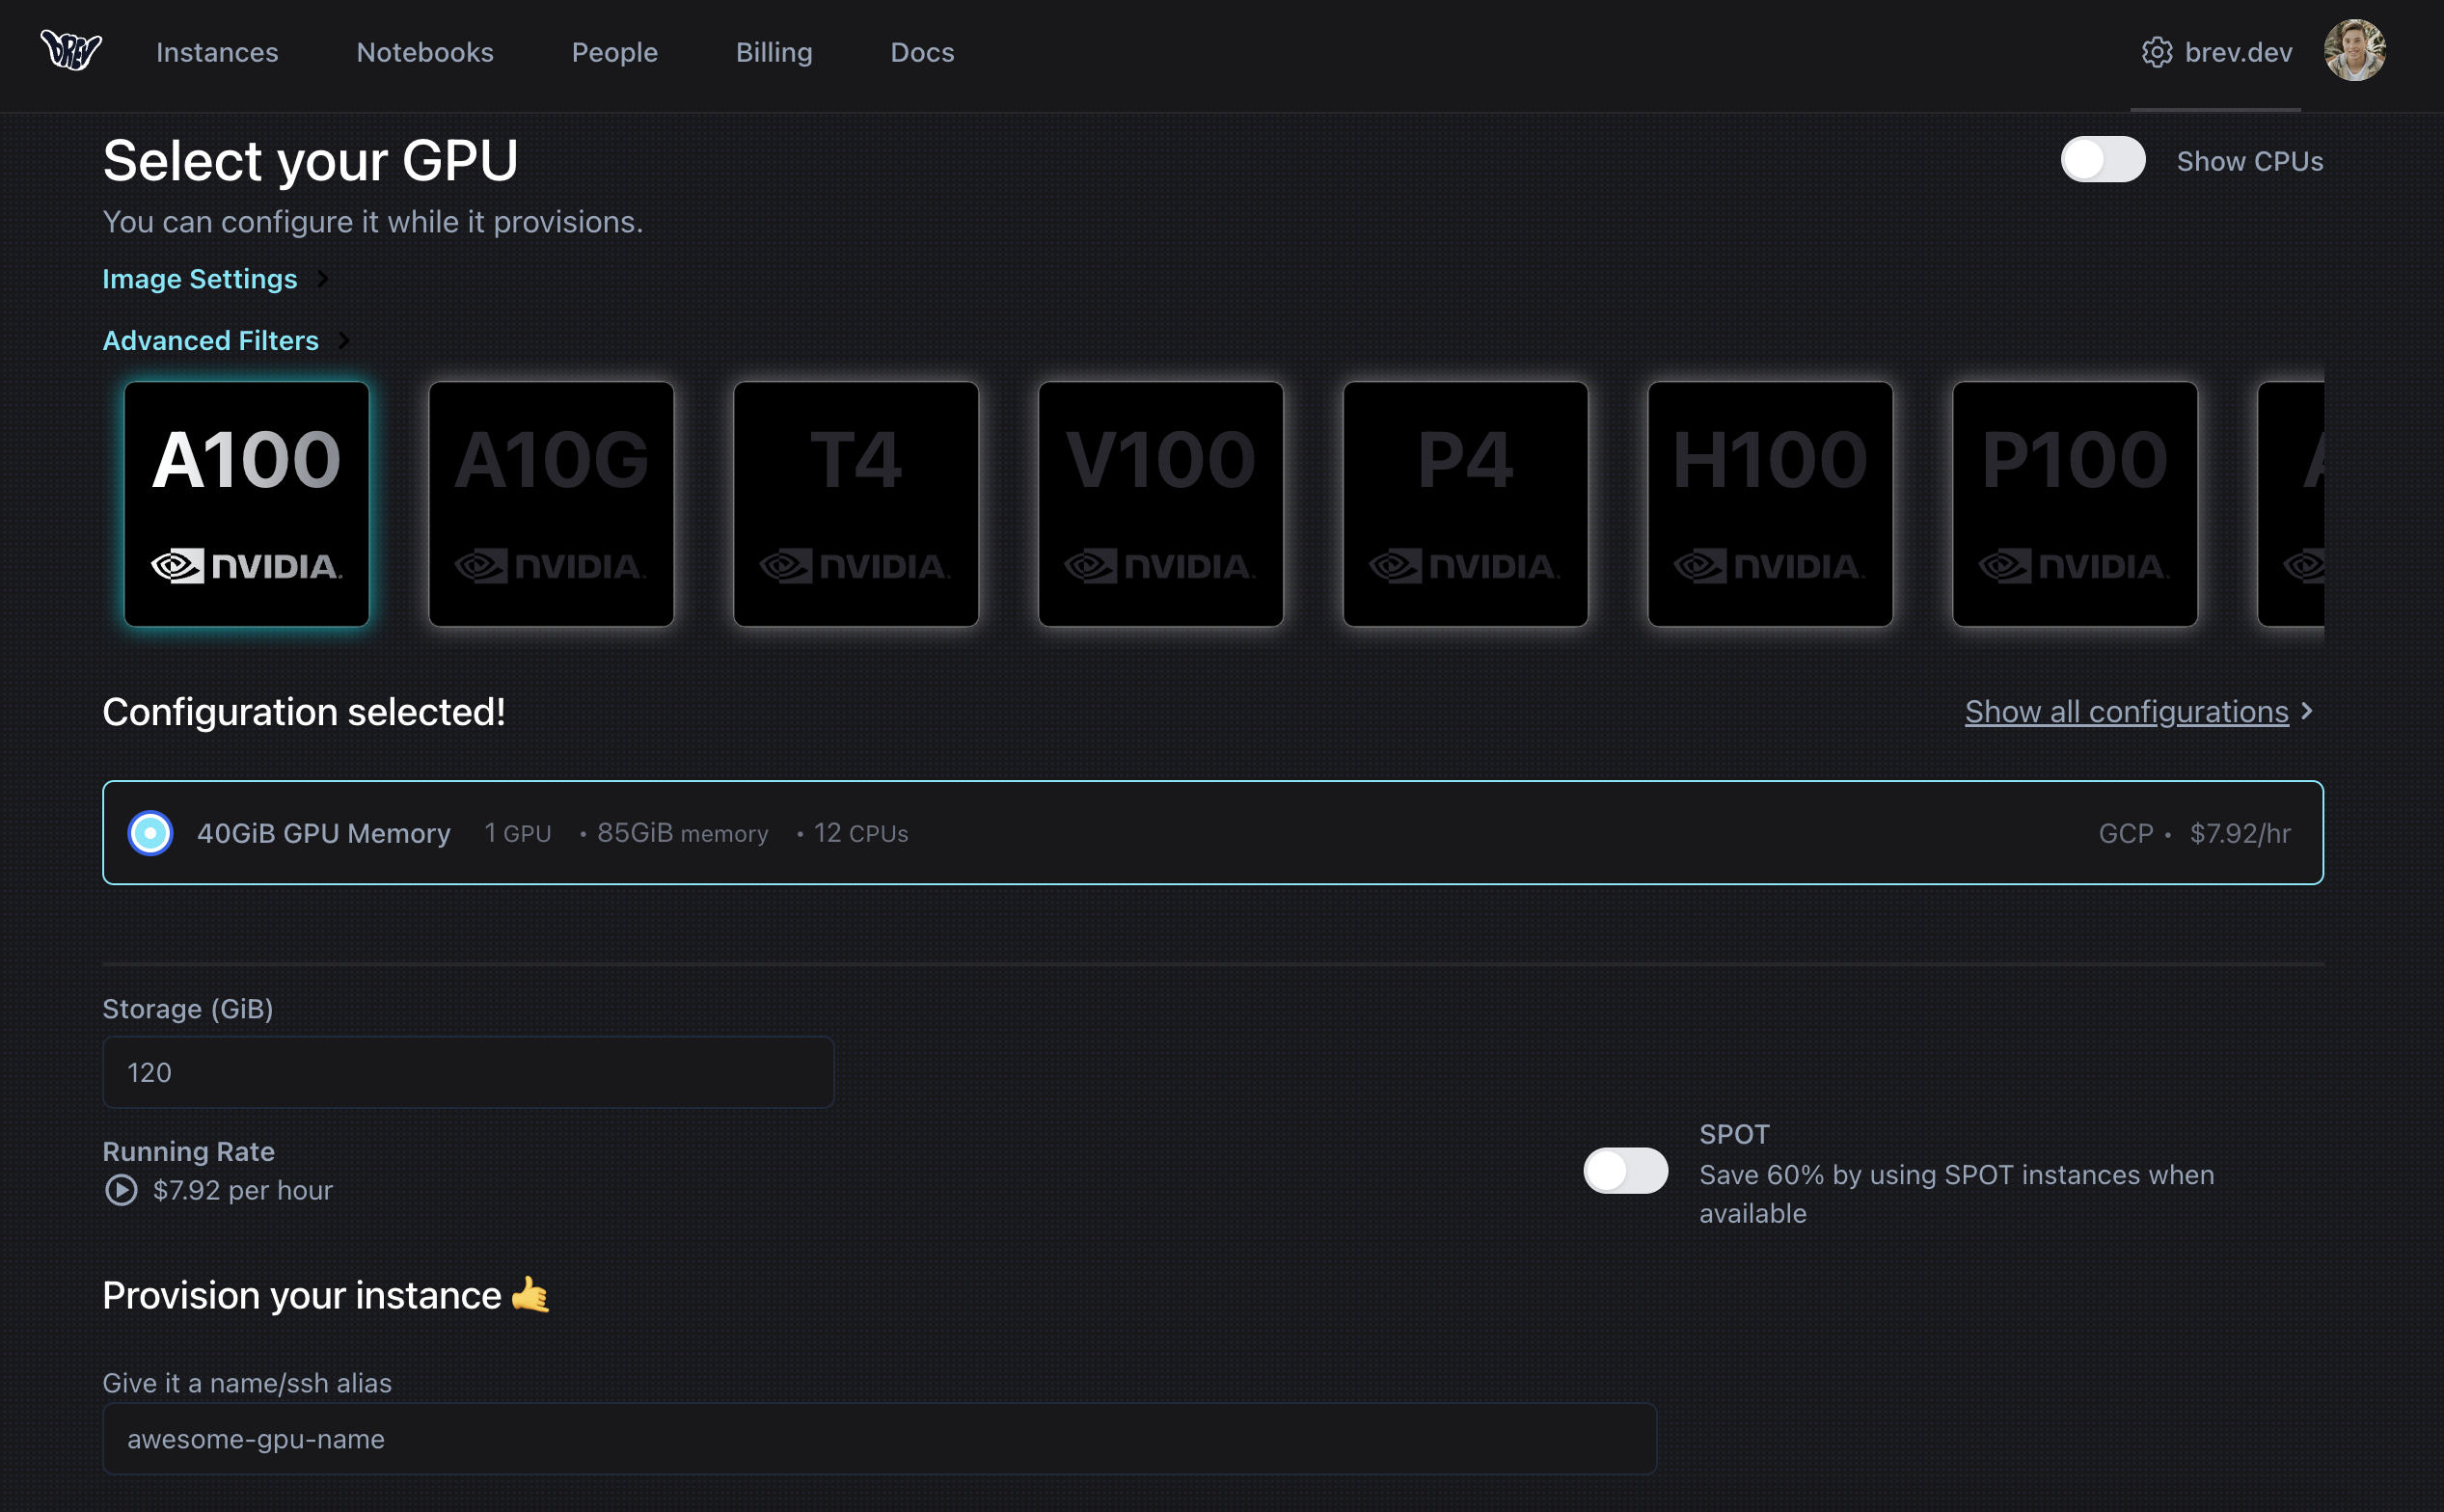 BREV
Instances
Notebooks
People
Billing
Docs
brev.dev
Select your GPU
Show CPUs
You can configure it while it provisions.
Image Settings
Advanced Filters
A100
NVIDIA.
A10G
NVIDIA.
T4
NVIDIA.
V100
NVIDIA.
P4
NVIDIA.
H100
NVIDIA.
P100
NVIDIA.
Configuration selected!
Show all configurations
40GiB GPU Memory 1 GPU • 85GiB memory • 12 CPUs
GCP • $7.92/hr
Storage (GiB)
120
Running Rate
$7.92 per hour
SPOT
Save 60% by using SPOT instances when
available
Provision your instance 🤙
Give it a name/ssh alias
awesome-gpu-name